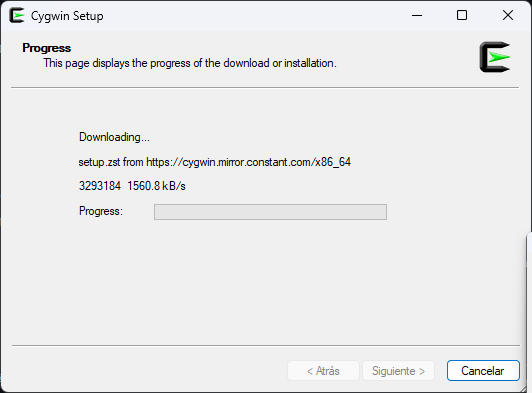 Cygwin Setup
Progress
This page displays the progress of the download or installation.
Downloading...
setup.zst from https://cygwin.mirror.constant.com/x86_64
3293184  1560.8 kB/s
Progress:
< Atrás
Siguiente >
Cancelar